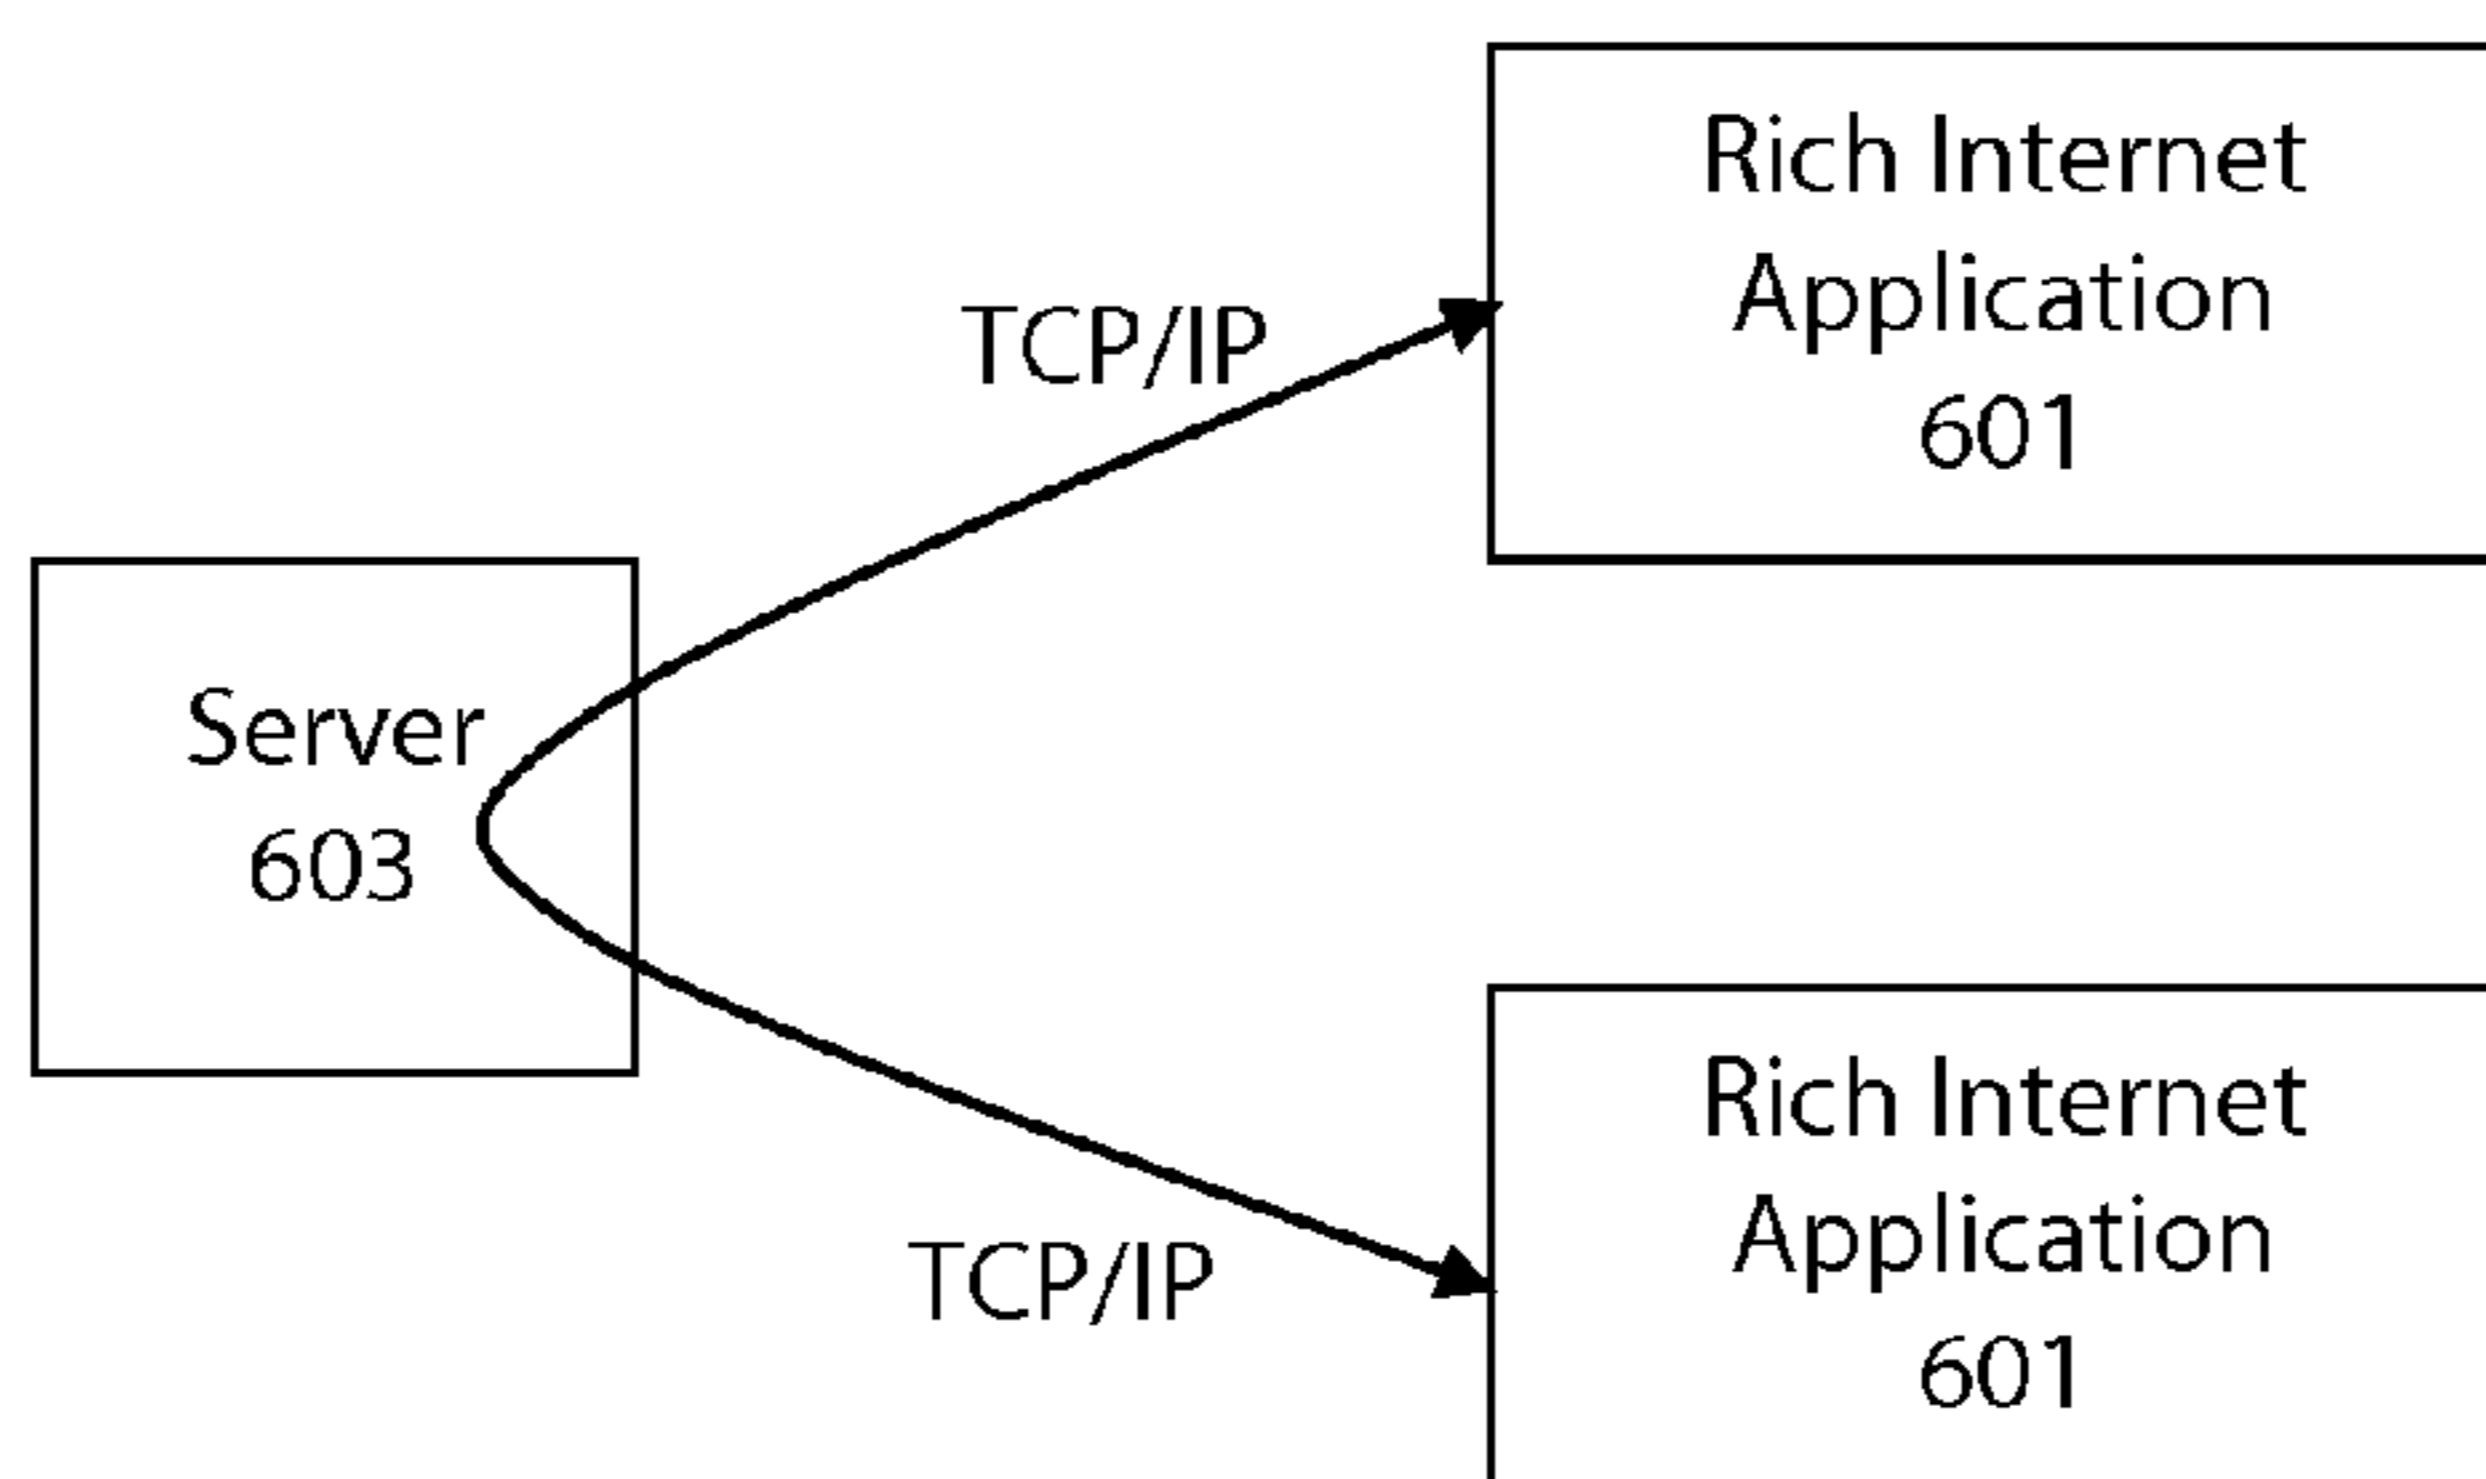 Rich Internet
Application
601
TCP/IP
Server
603
TCP/IP
Rich Internet
Application
601